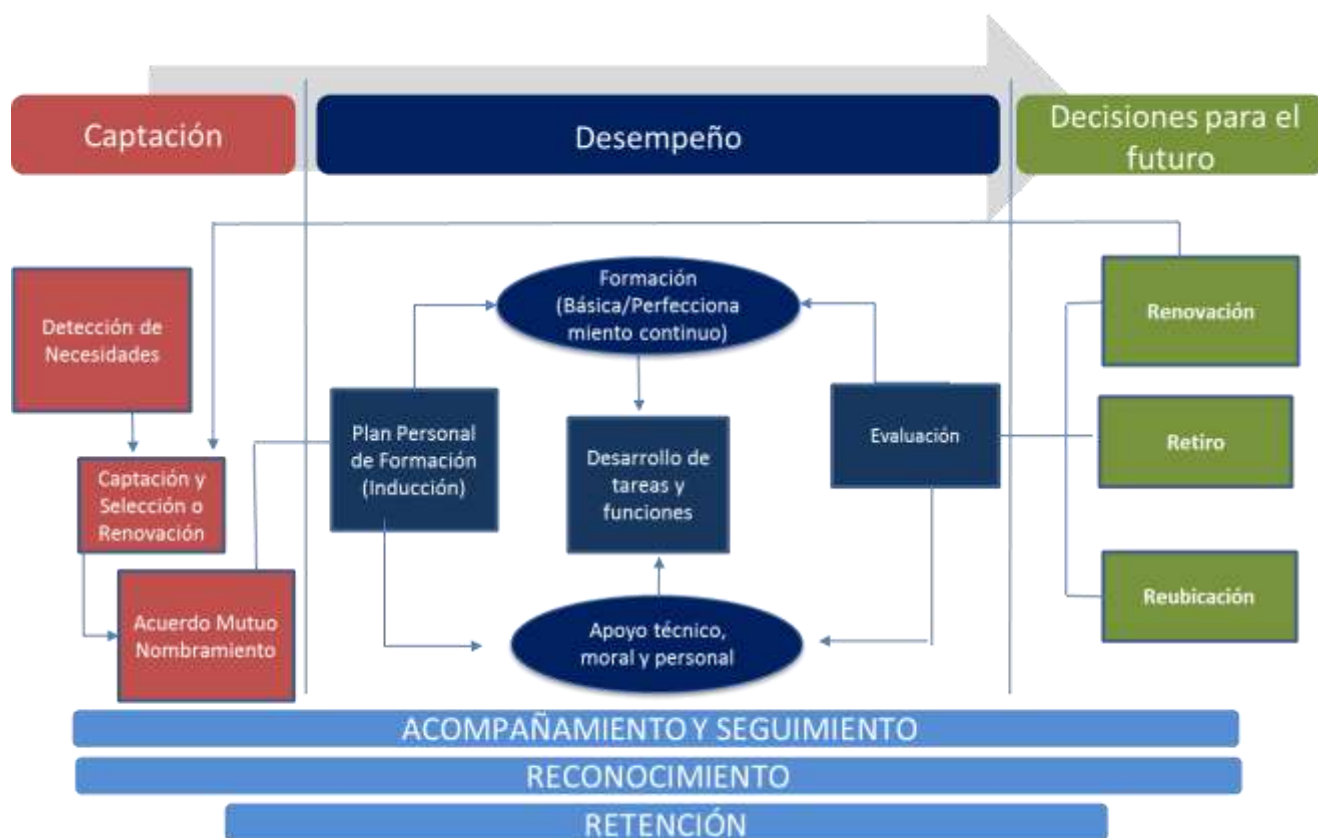 Captación
Desempeño
Decisiones para el
futuro
Detección de
Necesidades
Captación y
Selección o
Renovación
Acuerdo Mutuo
Nombramiento
Plan Personal
de Formación
(Inducción)
Formación
(Básica/Perfecciona
miento continuo)
Desarrollo de
tareas y
funciones
Apoyo técnico,
moral y personal
Evaluación
Renovación
Retiro
Reubicación
ACOMPAÑAMIENTO Y SEGUIMIENTO
RECONOCIMIENTO
RETENCIÓN